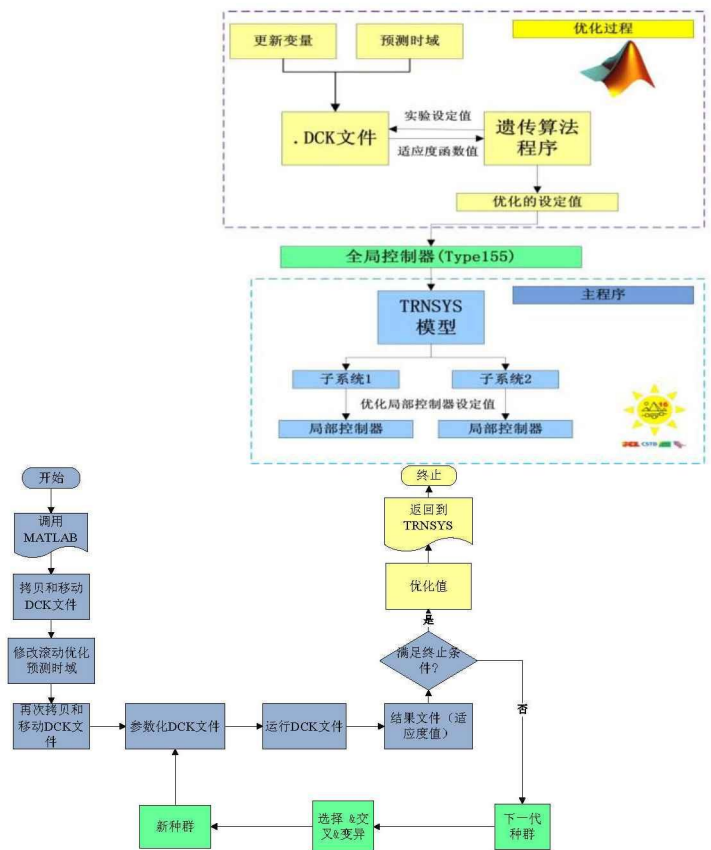 优化过程
更新变量
预测时域
.DCK文件
实验设定值
适应度函数值
遗传算法
程序
优化的设定值
全局控制器(Type155)
主程序
TRNSYS
模型
子系统1
子系统2
优化局部控制器设定值
局部控制器
局部控制器
CSTB
开始
终止
调用
MATLAB
返回到
TRNSYS
拷贝和移动
DCK文件
优化值
是
修改滚动优化
预测时域
满足终止条
件?
否
再次拷贝和
移动DCK文
件
参数化DCK文件
运行DCK文件
结果文件（适
应度值）
新种群
选择 &交
叉&变异
下一代
种群